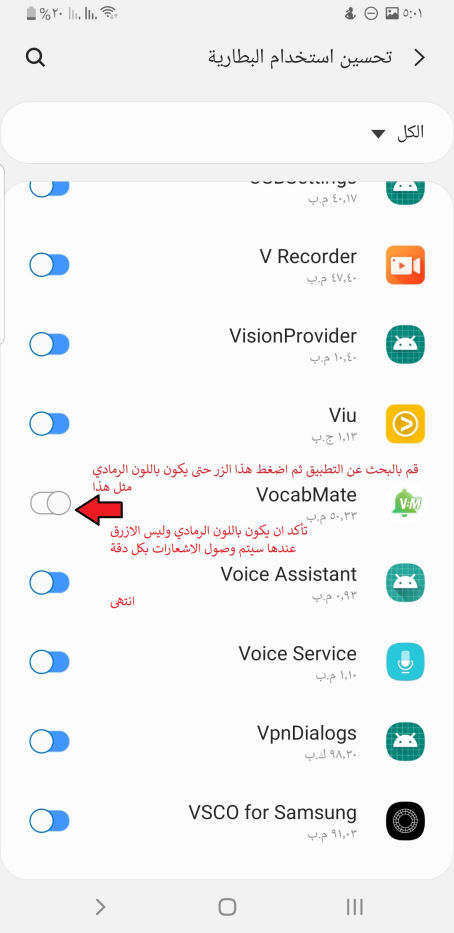 %٢٠ ٥:٠١
تحسين استخدام البطارية
الكل
USBSettings
٤٠,١٧ م.ب
V Recorder
٤٧,٤٠ م.ب
VisionProvider
١٠,٤٠ م.ب
Viu
١,١٣ ج.ب
قم بالبحث عن التطبيق ثم اضغط هذا الزر حتى يكون باللون الرمادي
مثل هذا
VocabMate
٥٠,٣٣ م.ب
V:M
تأكد ان يكون باللون الرمادي وليس الازرق
عندها سيتم وصول الاشعارات بكل دقة
Voice Assistant
٠,٩٣ م.ب
انتهى
Voice Service
١,١٠ م.ب
VpnDialogs
٩٨,٣٠ ك.ب
VSCO for Samsung
٩١,٠٣ م.ب